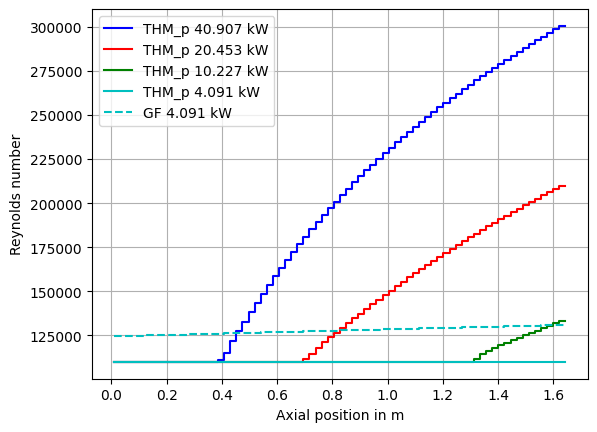 300000
275000
250000
225000
200000
175000
150000
125000
Reynolds number
THM_p 40.907 kW
THM_p 20.453 kW
THM_p 10.227 kW
THM_p 4.091 kW
GF 4.091 kW
0.0 0.2 0.4 0.6 0.8 1.0 1.2 1.4 1.6
Axial position in m